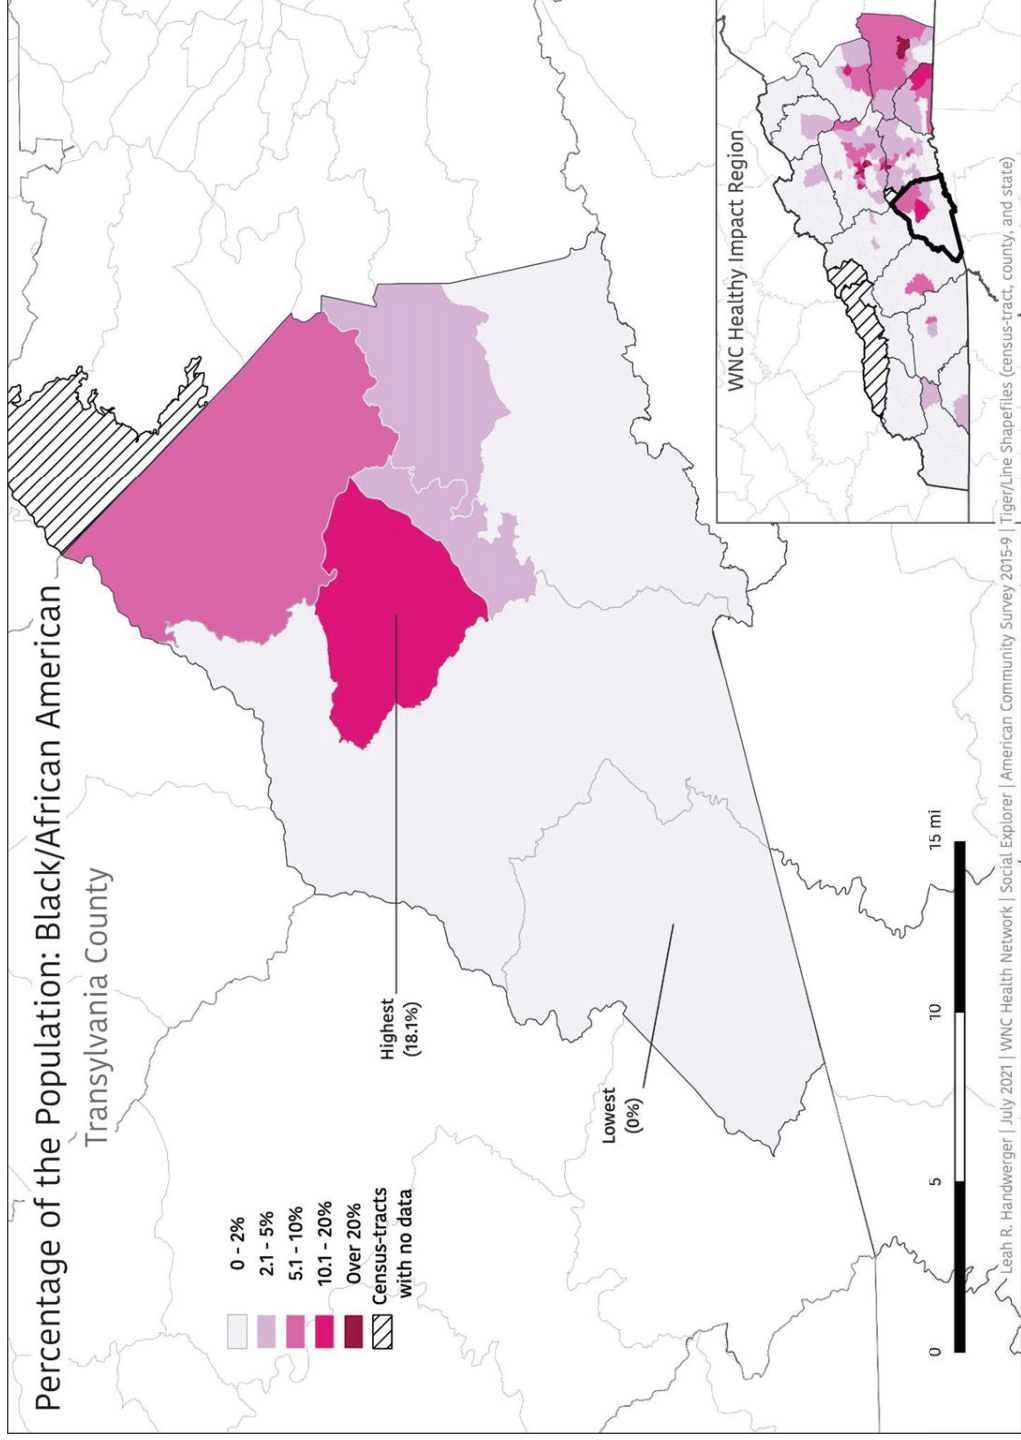 Percentage of the Population: Black/African American
Transylvania County
0 - 2%
2.1 - 5%
5.1 - 10%
10.1 - 20%
Over 20%
Census-tracts
with no data
Highest
(18.1%)
Lowest
(0%)
0
5
10
15 mi
WNC Healthy Impact Region
Leah R. Handwerger | July 2021 | WNC Health Network | Social Explorer | American Community Survey 2015-9 | Tiger/Line Shapefiles (census-tract, county, and state)